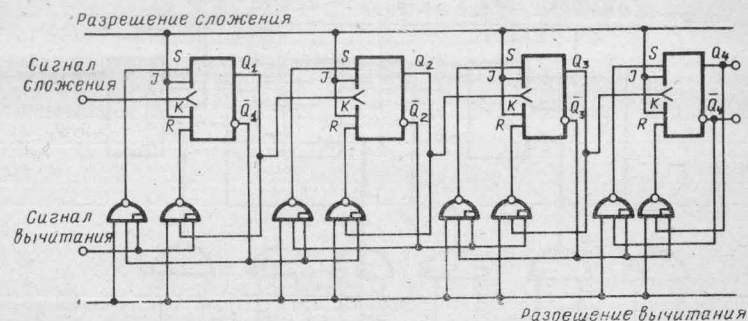 Разрешение сложения
Сигнал сложения
S J K R Q1 Q̄1
S J K R Q2 Q̄2
S J K R Q3 Q̄3
S J K R Q4 Q̄4
Сигнал вычитания
Разрешение вычитания